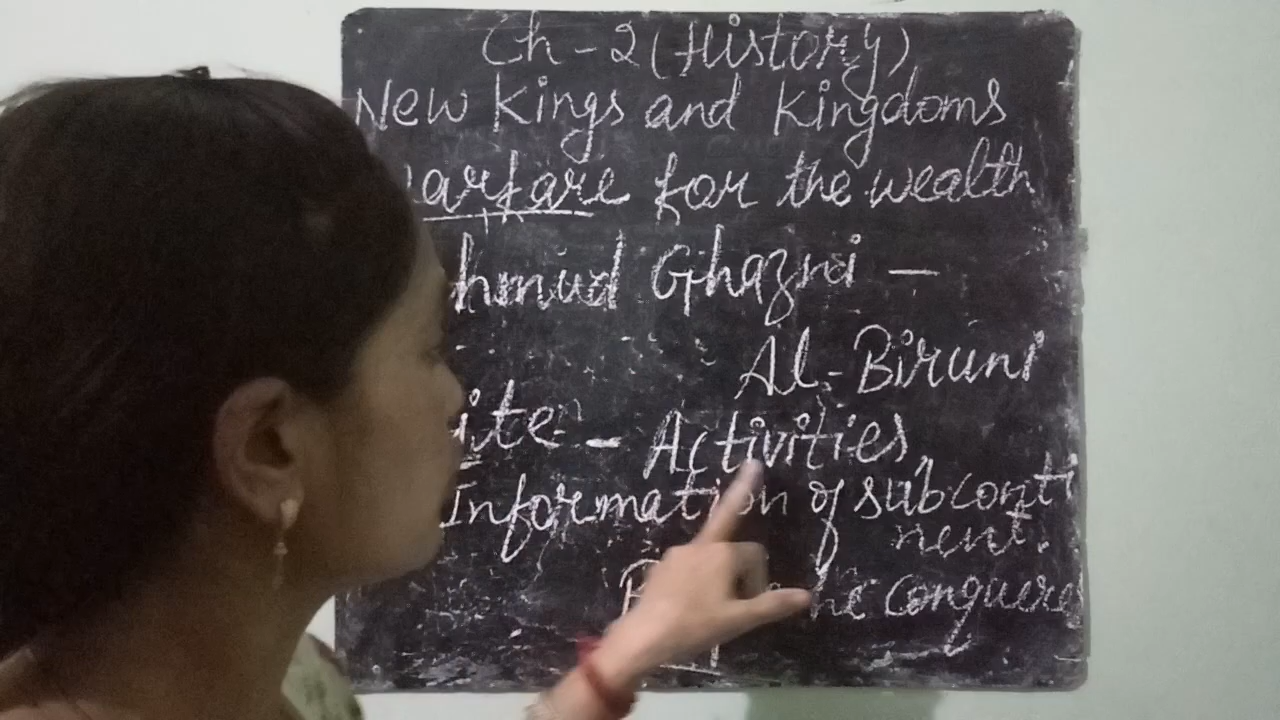 Ch - 2 (History)
New Kings and Kingdoms
arfare for the wealth
hmud Ghazni —
Al-Biruni
ite - Activities,
Information of subconti
nent.
he conquere